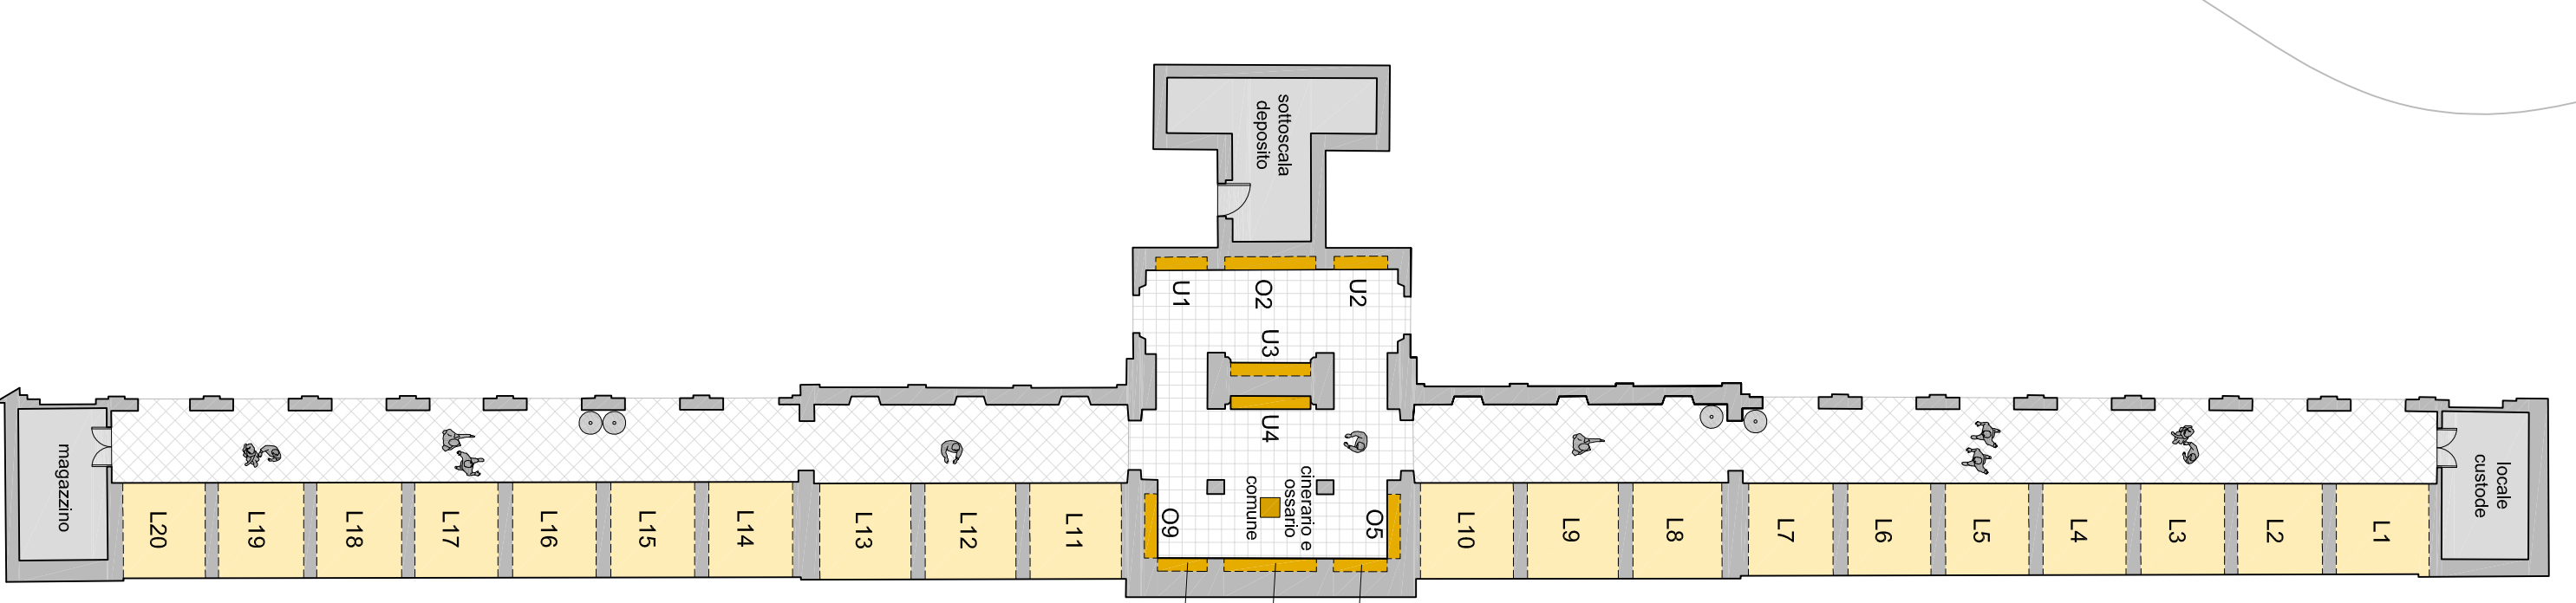 sottoscala
deposito
U1
O2
U2
U3
U4
cinerario e
ossario
comune
O9
O5
magazzino
L20
L19
L18
L17
L16
L15
L14
L13
L12
L11
L10
L9
L8
L7
L6
L5
L4
L3
L2
L1
locale
custode